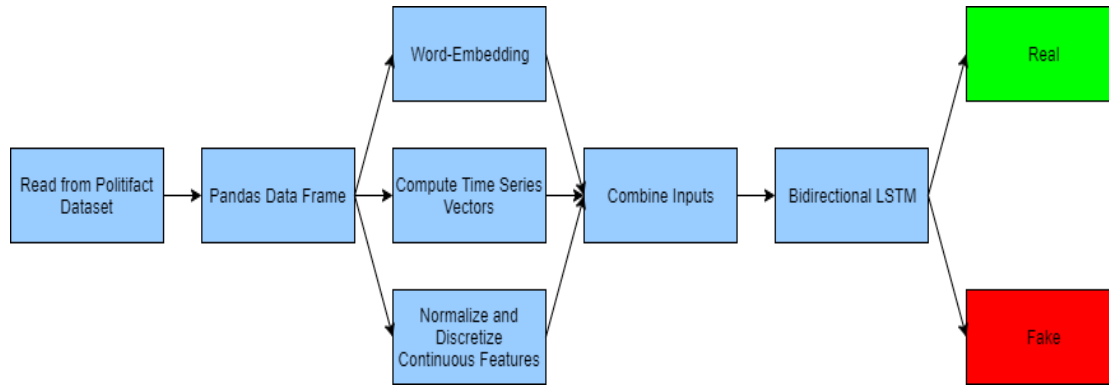 Read from Politifact
Dataset
Pandas Data Frame
Word-Embedding
Compute Time Series
Vectors
Normalize and
Discretize
Continuous Features
Combine Inputs
Bidirectional LSTM
Real
Fake